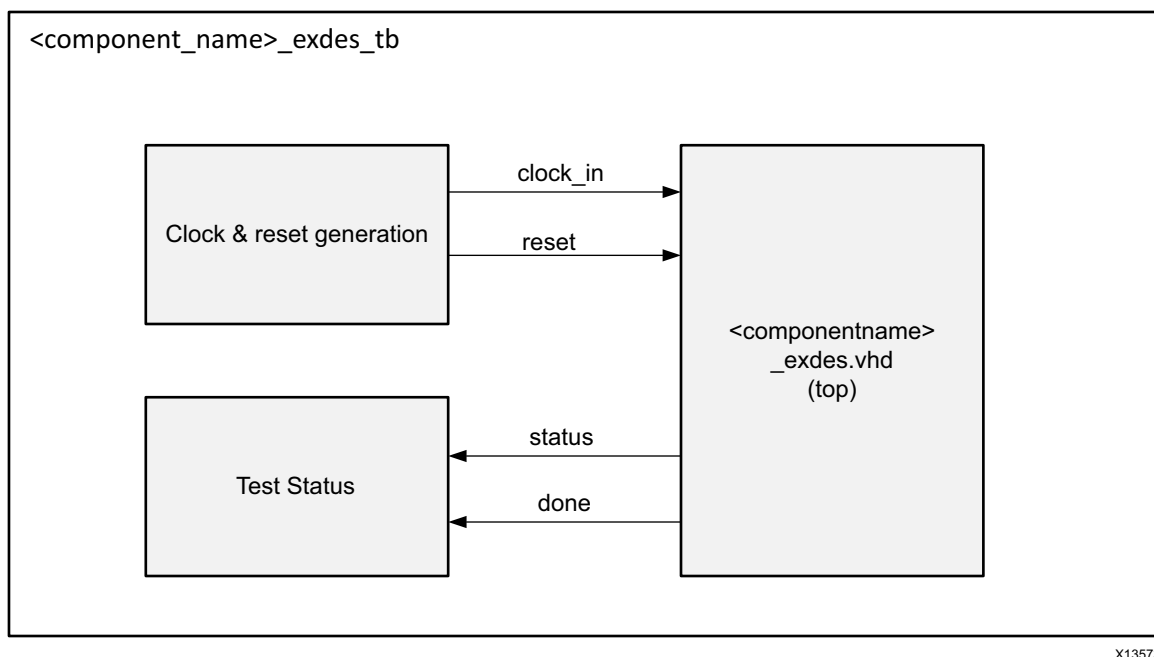 <component_name>_exdes_tb
clock_in
Clock & reset generation
reset
<componentname>
_exdes.vhd
(top)
status
Test Status
done
X1357